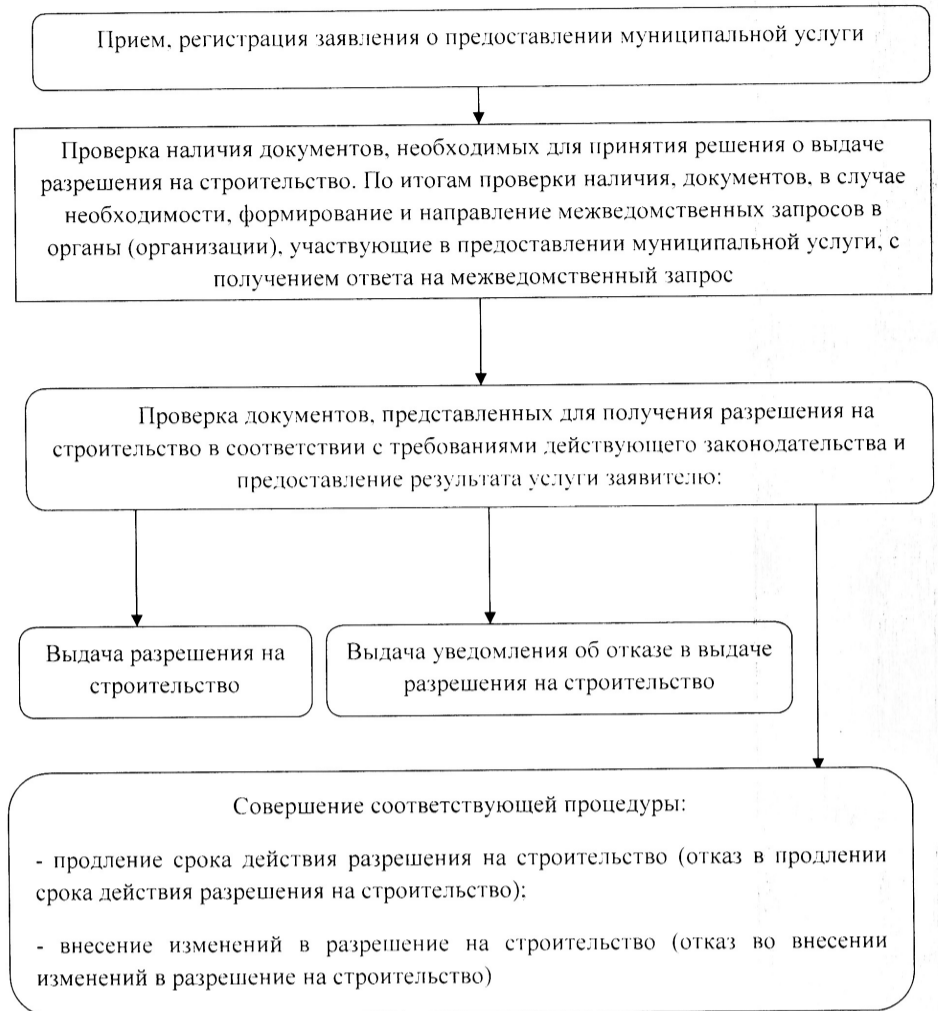 Прием, регистрация заявления о предоставлении муниципальной услуги
Проверка наличия документов, необходимых для принятия решения о выдаче
разрешения на строительство. По итогам проверки наличия, документов, в случае
необходимости, формирование и направление межведомственных запросов в
органы (организации), участвующие в предоставлении муниципальной услуги, с
получением ответа на межведомственный запрос
Проверка документов, представленных для получения разрешения на
строительство в соответствии с требованиями действующего законодательства и
предоставление результата услуги заявителю:
Выдача разрешения на
строительство
Выдача уведомления об отказе в выдаче
разрешения на строительство
Совершение соответствующей процедуры:
- продление срока действия разрешения на строительство (отказ в продлении
срока действия разрешения на строительство);
- внесение изменений в разрешение на строительство (отказ во внесении
изменений в разрешение на строительство)